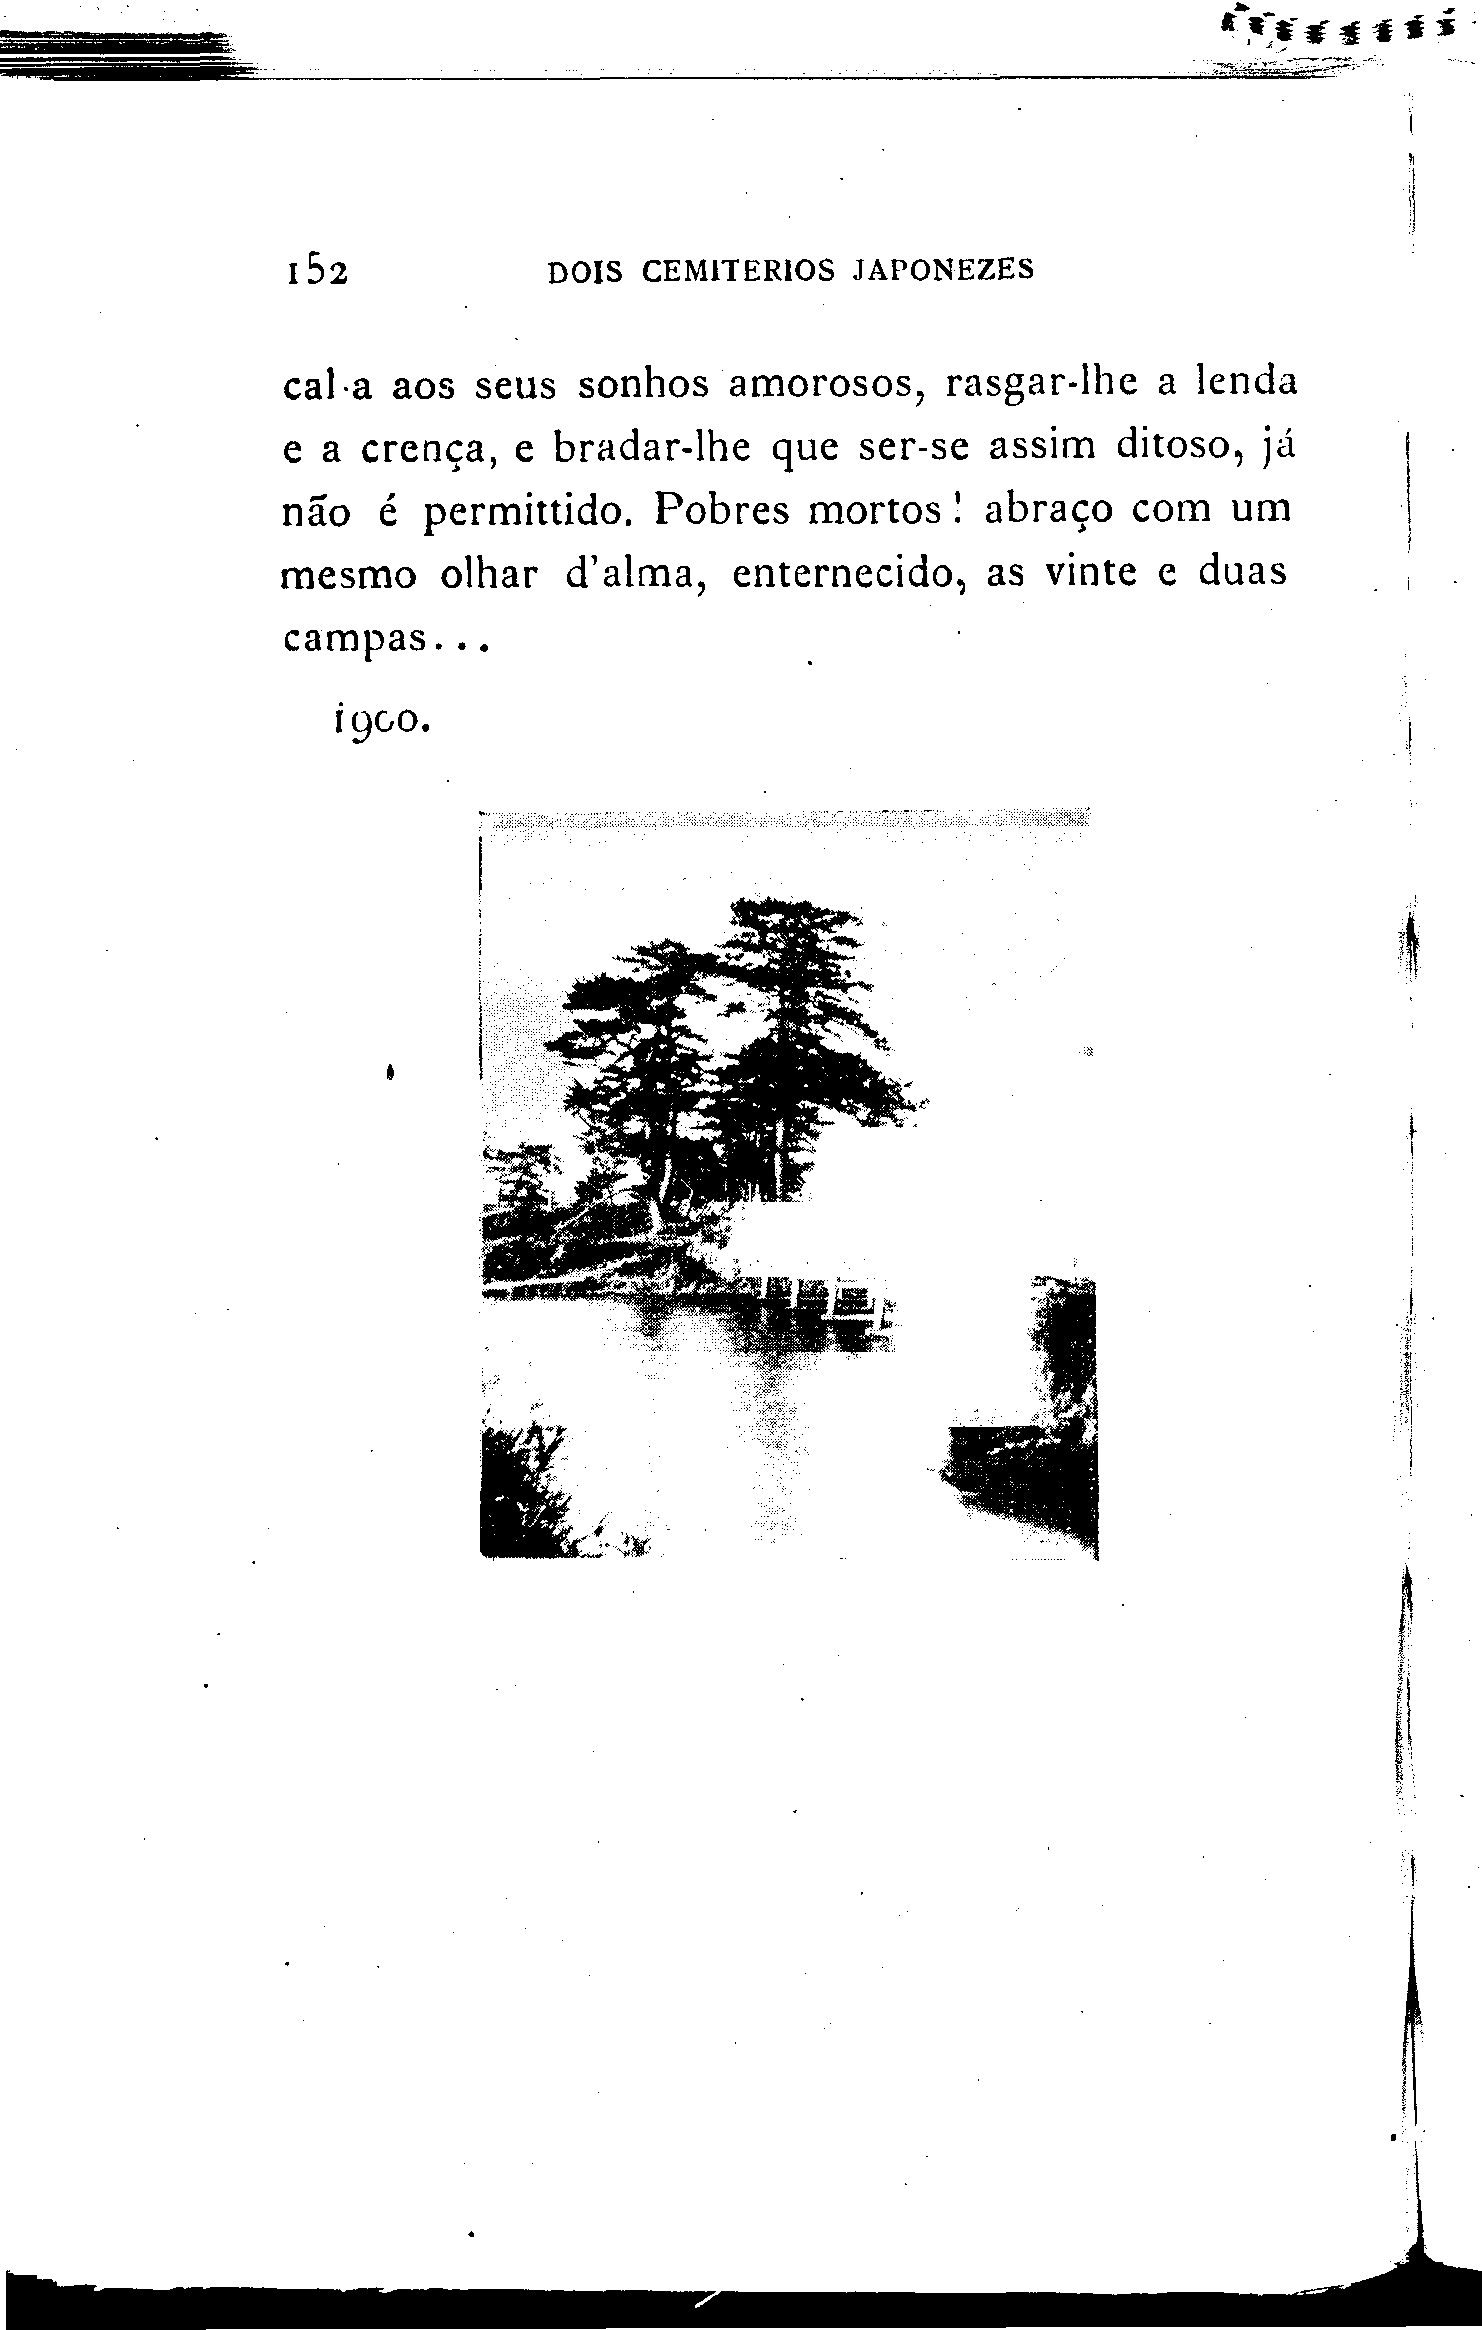 152 DOIS CEMITERIOS JAPONEZES
cal-a aos seus sonhos amorosos, rasgar-lhe a lenda
e a crença, e bradar-lhe que ser-se assim ditoso, já
não é permittido. Pobres mortos! abraço com um
mesmo olhar d'alma, enternecido, as vinte e duas
campas...
1900.